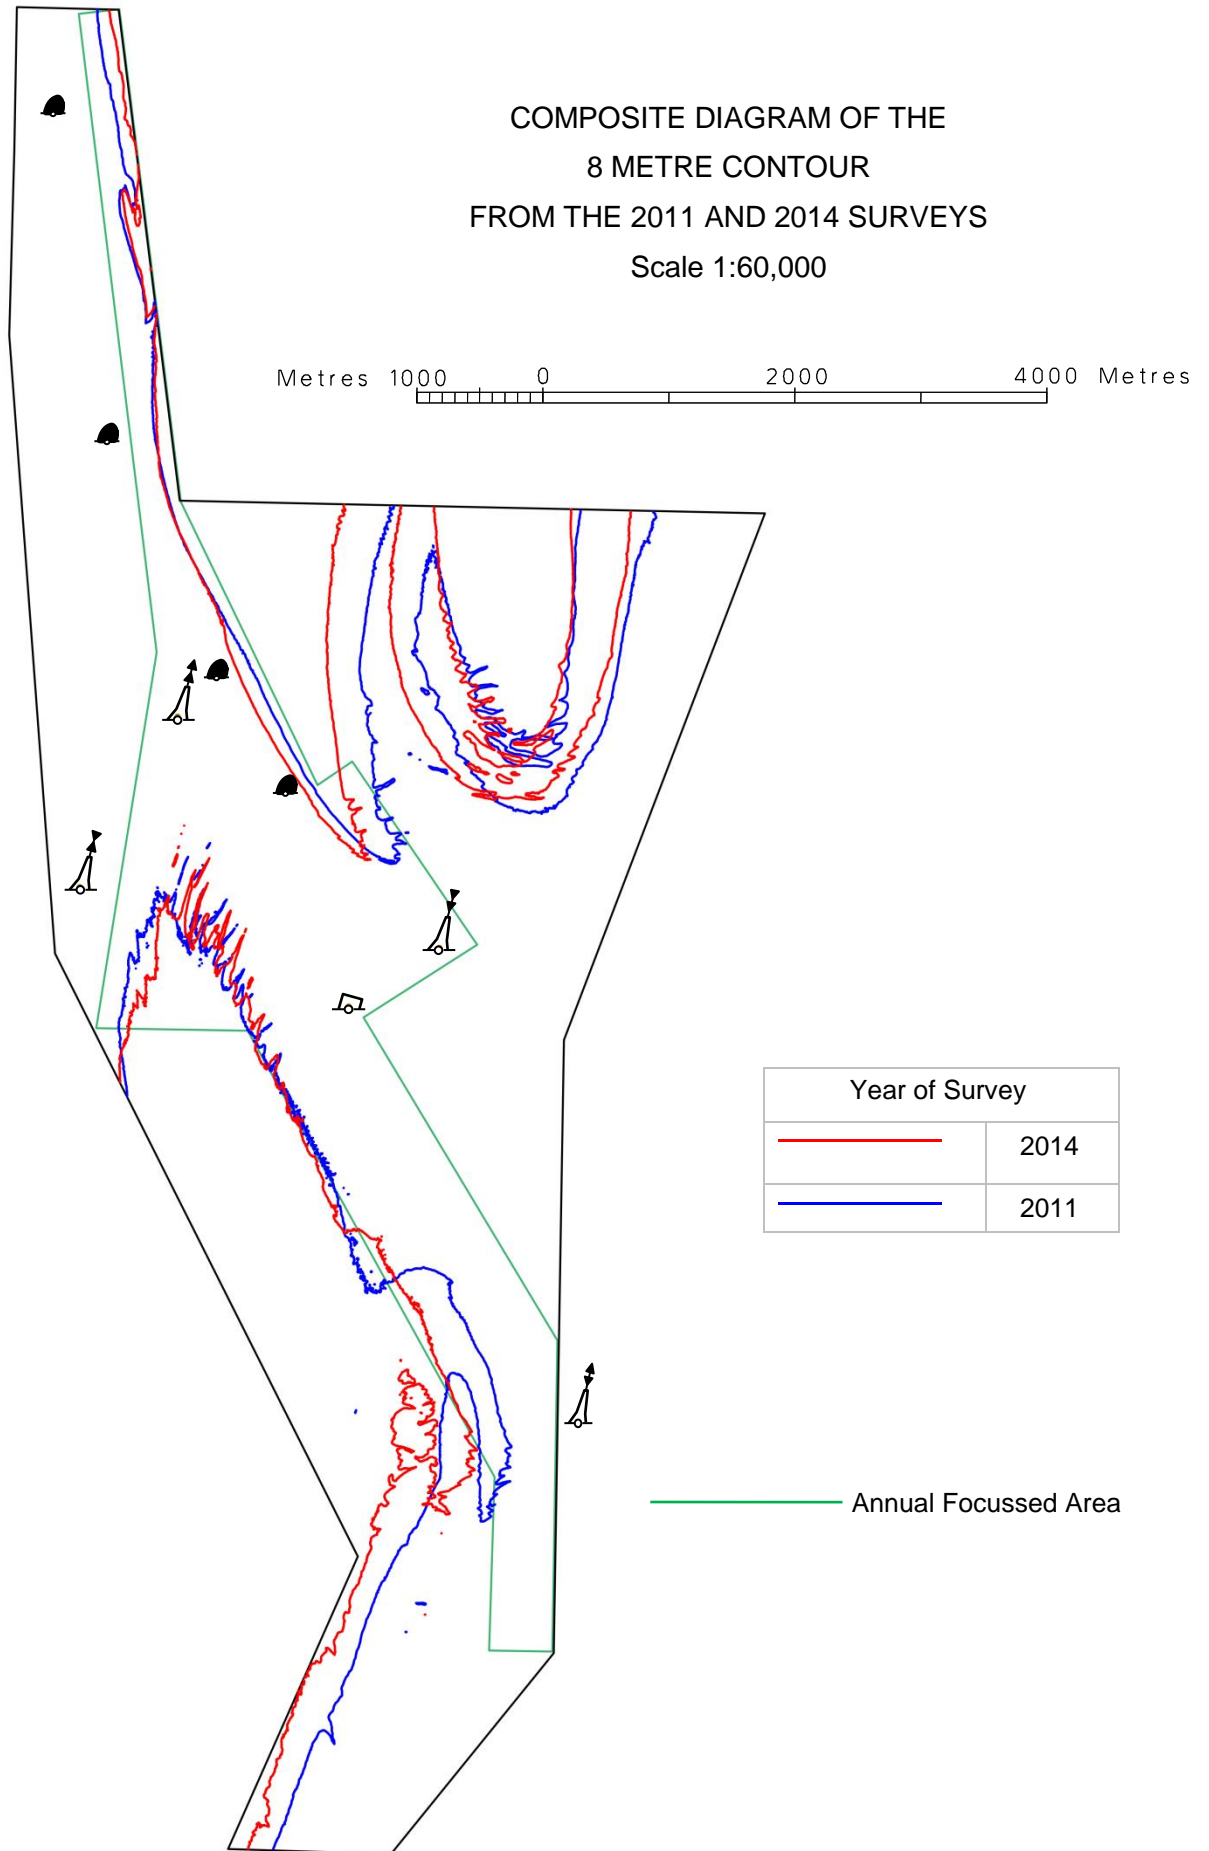 COMPOSITE DIAGRAM OF THE
8 METRE CONTOUR
FROM THE 2011 AND 2014 SURVEYS
Scale 1:60,000
Metres 1000 0 2000 4000 Metres
Year of Survey
2014
2011
Annual Focussed Area